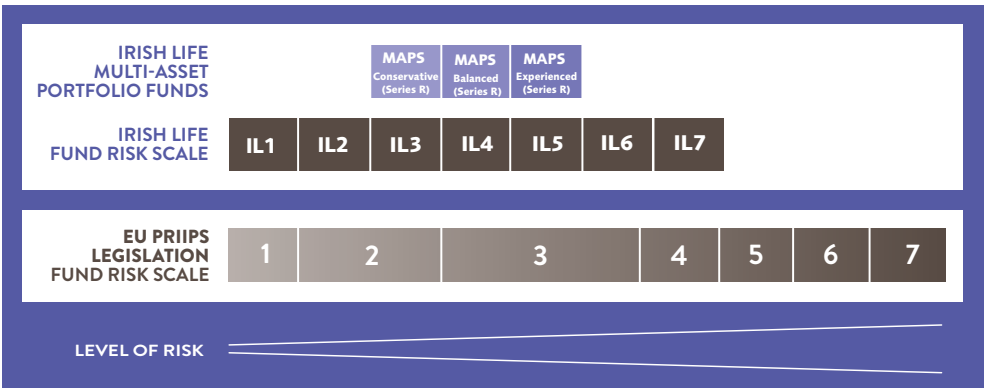 IRISH LIFE
MULTI-ASSET
PORTFOLIO FUNDS
MAPS
Conservative
(Series R)
MAPS
Balanced
(Series R)
MAPS
Experienced
(Series R)
IRISH LIFE
FUND RISK SCALE
IL1 IL2 IL3 IL4 IL5 IL6 IL7
EU PRIIPS
LEGISLATION
FUND RISK SCALE
1 2 3 4 5 6 7
LEVEL OF RISK